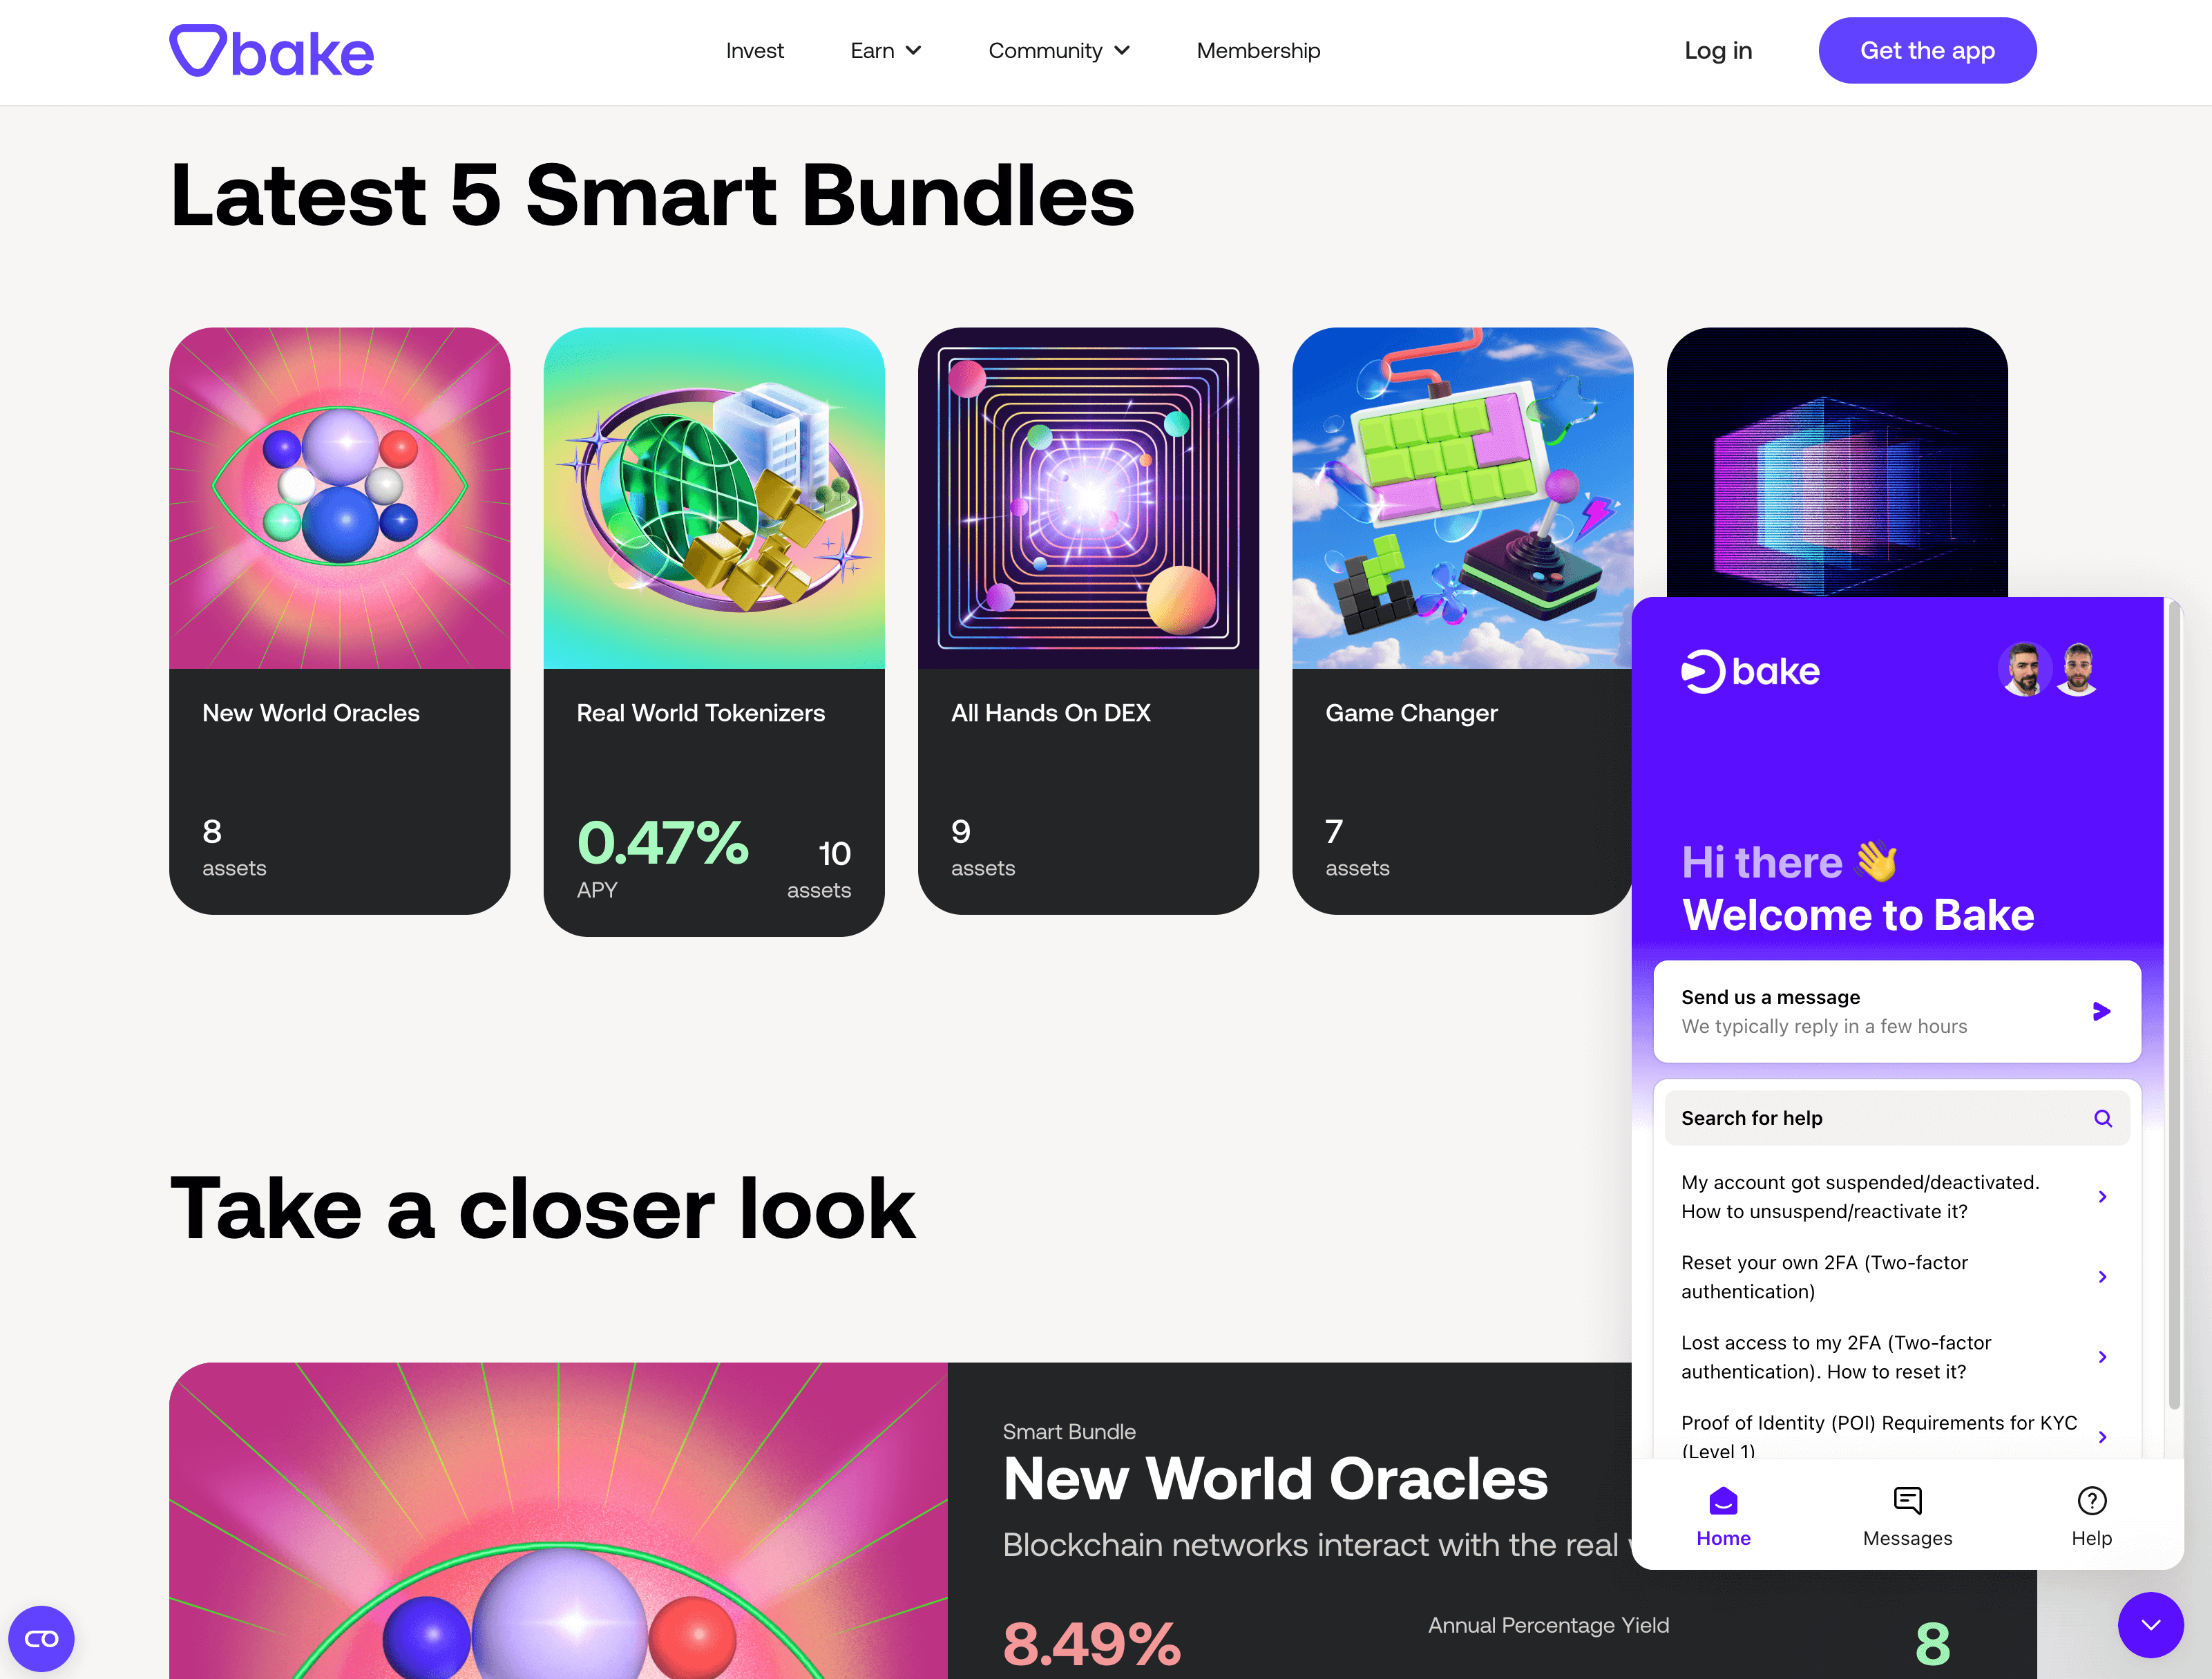 bake
Invest
Earn
Community
Membership
Log in
Get the app
Latest 5 Smart Bundles
New World Oracles
8
assets
Real World Tokenizers
0.47%
APY
10
assets
All Hands On DEX
9
assets
Game Changer
7
assets
Take a closer look
Smart Bundle
New World Oracles
Blockchain networks interact with the real
8.49%
Annual Percentage Yield
8
bake
Hi there 👋
Welcome to Bake
Send us a message
We typically reply in a few hours
Search for help
My account got suspended/deactivated.
How to unsuspend/reactivate it?
Reset your own 2FA (Two-factor
authentication)
Lost access to my 2FA (Two-factor
authentication). How to reset it?
Proof of Identity (POI) Requirements for KYC
(Level 1)
Home
Messages
Help